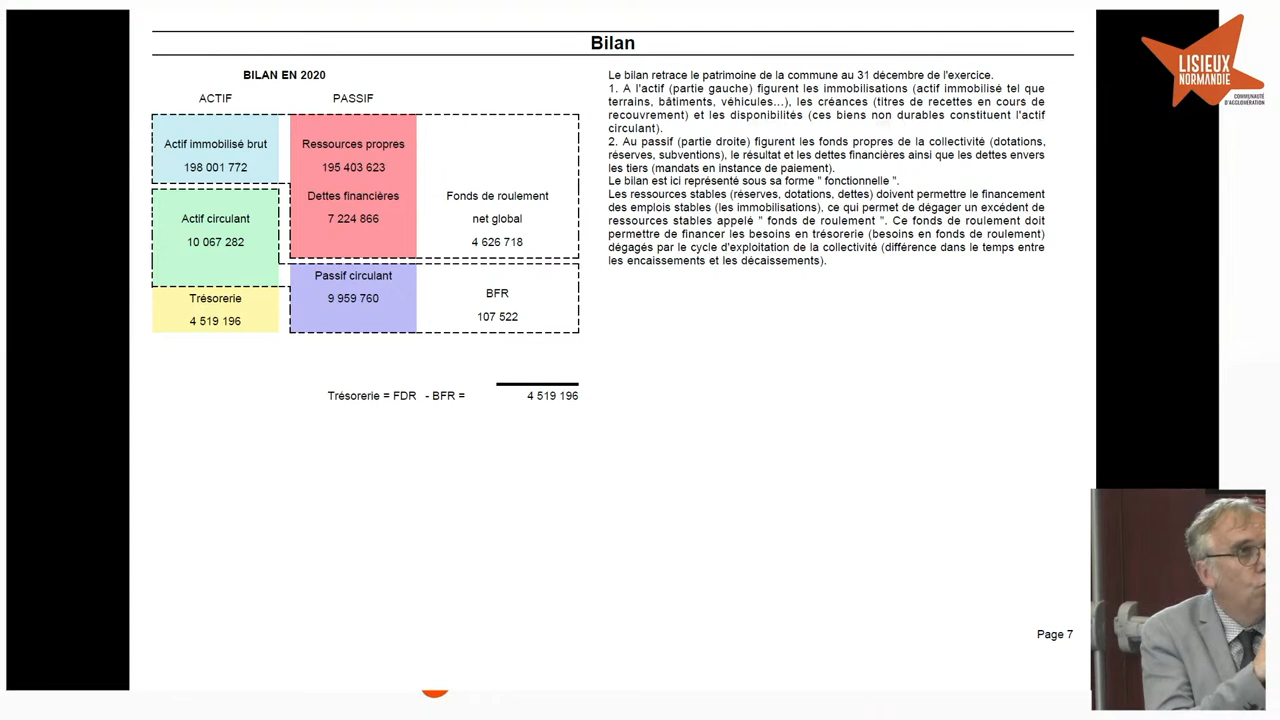 Bilan
BILAN EN 2020
ACTIF PASSIF
Actif immobilisé brut
198 001 772
Ressources propres
195 403 623
Dettes financières
7 224 866
Fonds de roulement
net global
4 626 718
Actif circulant
10 067 282
Passif circulant
9 959 760
BFR
107 522
Trésorerie
4 519 196
Trésorerie = FDR - BFR = 4 519 196
Le bilan retrace le patrimoine de la commune au 31 décembre de l'exercice.
1. A l'actif (partie gauche) figurent les immobilisations (actif immobilisé tel que
terrains, bâtiments, véhicules...), les créances (titres de recettes en cours de
recouvrement) et les disponibilités (ces biens non durables constituent l'actif
circulant).
2. Au passif (partie droite) figurent les fonds propres de la collectivité (dotations,
réserves, subventions), le résultat et les dettes financières ainsi que les dettes envers
les tiers (mandats en instance de paiement).
Le bilan est ici représenté sous sa forme " fonctionnelle ".
Les ressources stables (réserves, dotations, dettes) doivent permettre le financement
des emplois stables (les immobilisations), ce qui permet de dégager un excédent de
ressources stables appelé " fonds de roulement ". Ce fonds de roulement doit
permettre de financer les besoins en trésorerie (besoins en fonds de roulement)
dégagés par le cycle d'exploitation de la collectivité (différence dans le temps entre
les encaissements et les décaissements).
Page 7
LISIEUX
NORMANDIE
COMMUNAUTÉ
D'AGGLOMÉRATION